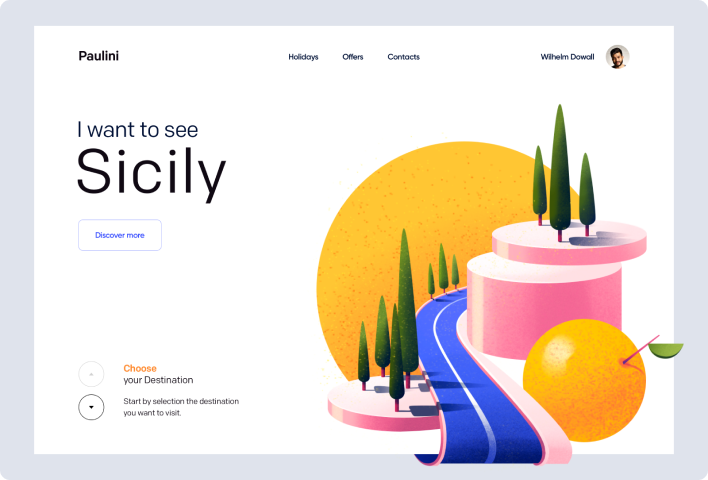 Paulini
Holidays
Offers
Contacts
Wilhelm Dowall
I want to see
Sicily
Discover more
Choose
your Destination
Start by selection the destination
you want to visit.